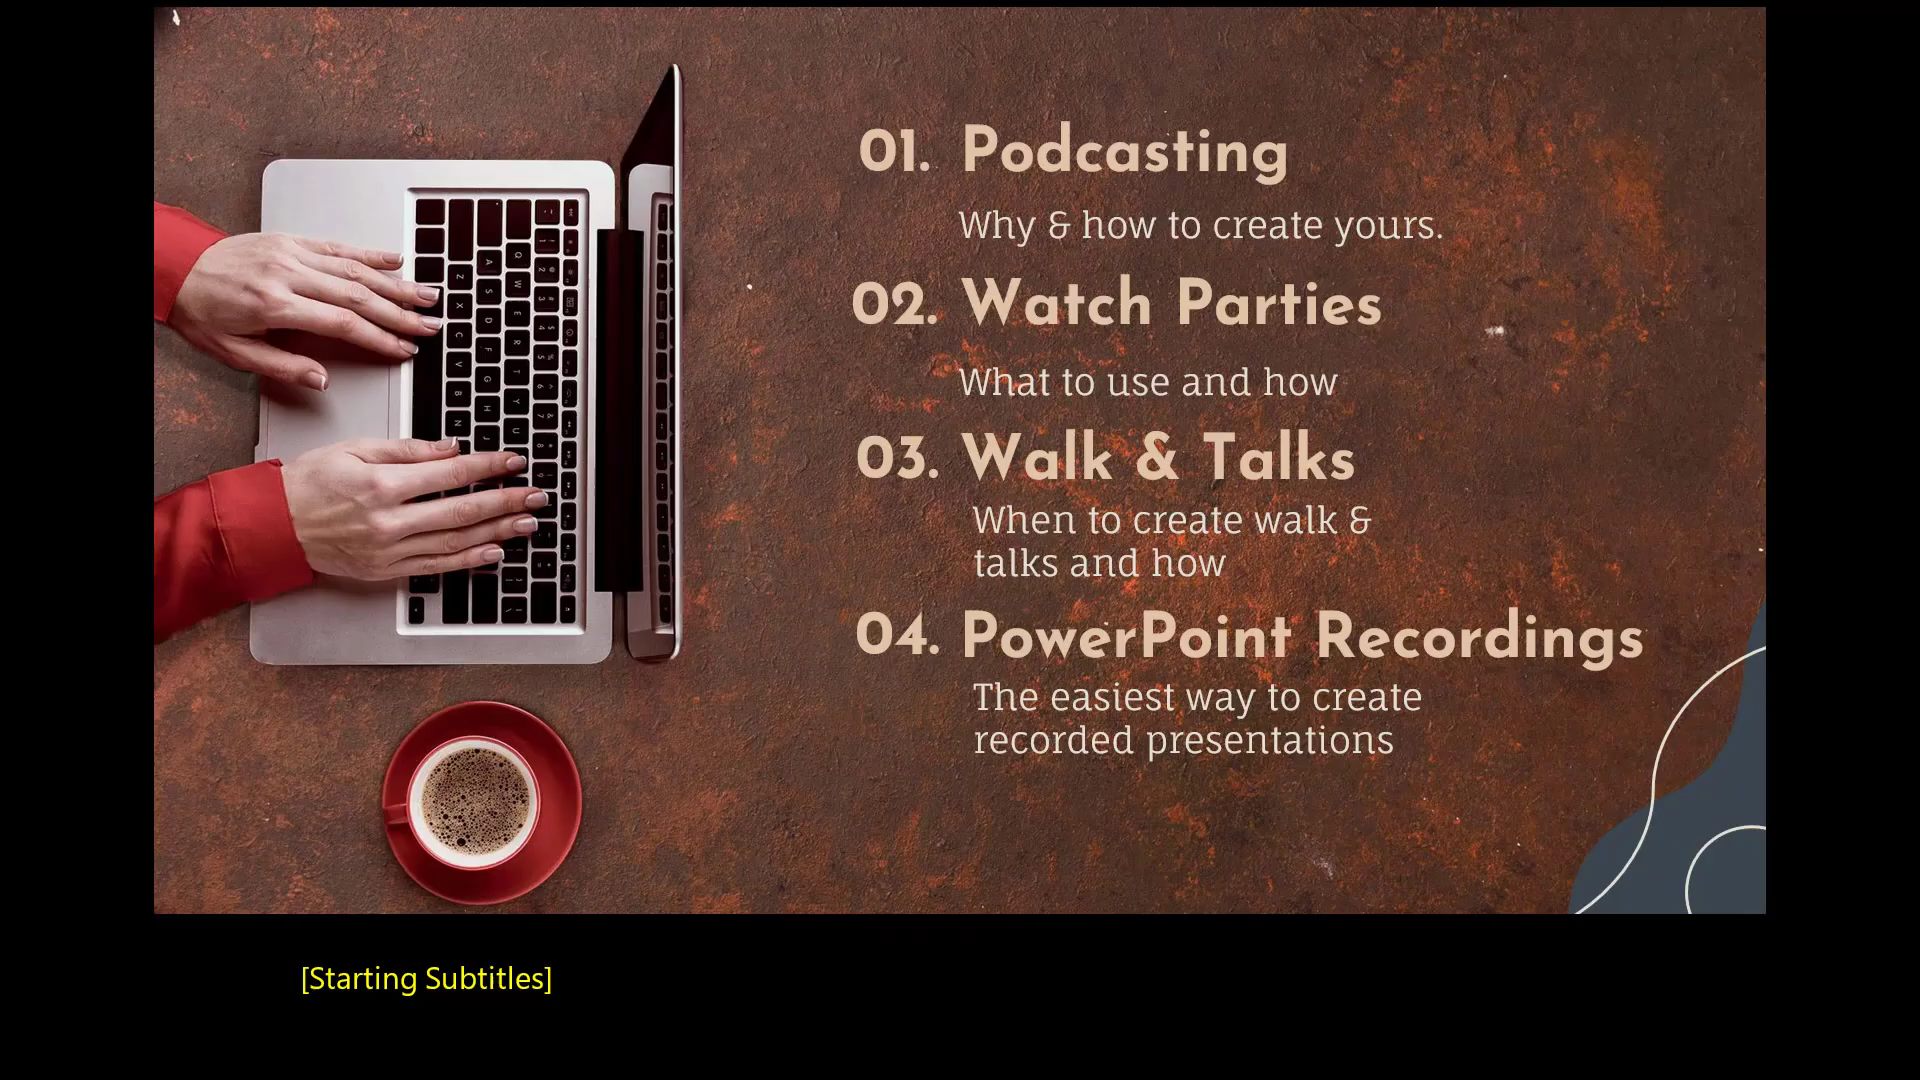 01. Podcasting
Why & how to create yours.
02. Watch Parties
What to use and how
03. Walk & Talks
When to create walk &
talks and how
04. PowerPoint Recordings
The easiest way to create
recorded presentations
[Starting Subtitles]